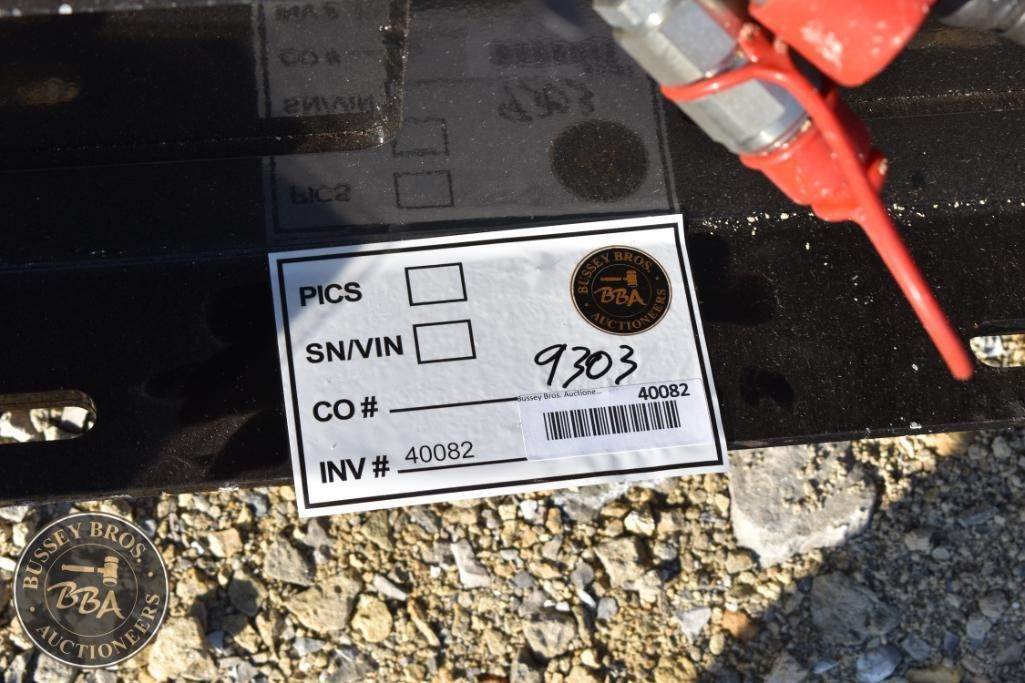 PICS
SN/VIN
CO #
INV # 40082
BUSSEY BROS.
BBA
AUCTIONEERS
9303
Bussey Bros. Auctione...
40082
BUSSEY BROS.
BBA
AUCTIONEERS